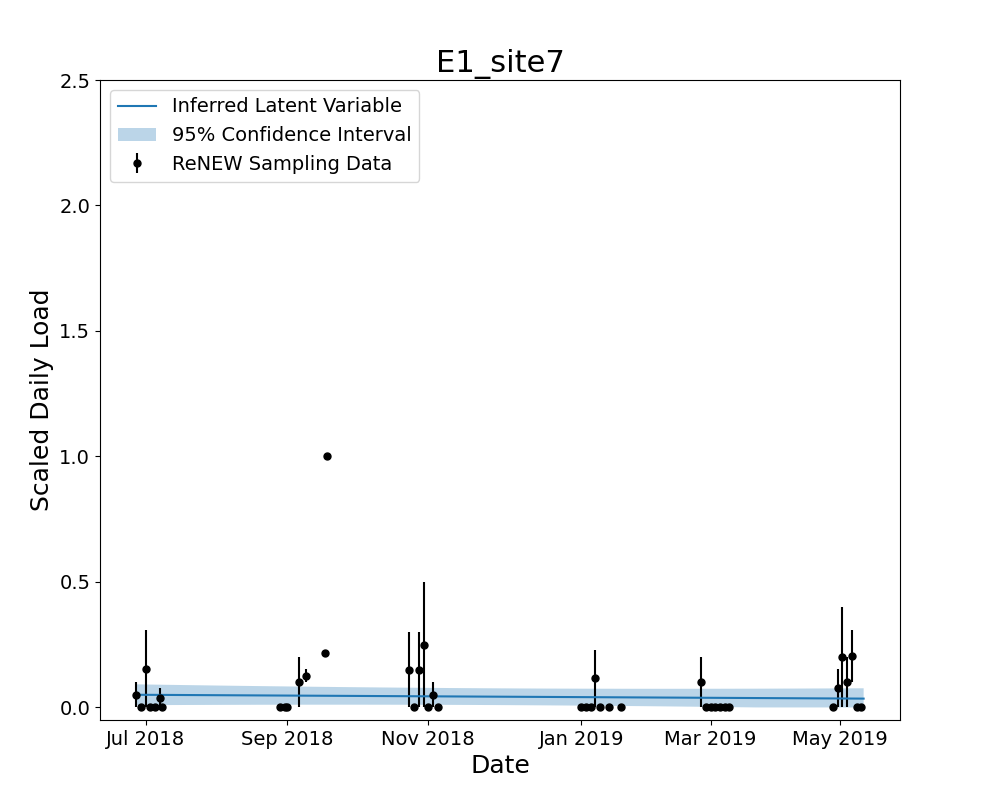 E1_site7
Inferred Latent Variable
95% Confidence Interval
ReNEW Sampling Data
Scaled Daily Load
2.5
2.0
1.5
1.0
0.5
0.0
Jul 2018 Sep 2018 Nov 2018 Jan 2019 Mar 2019 May 2019
Date